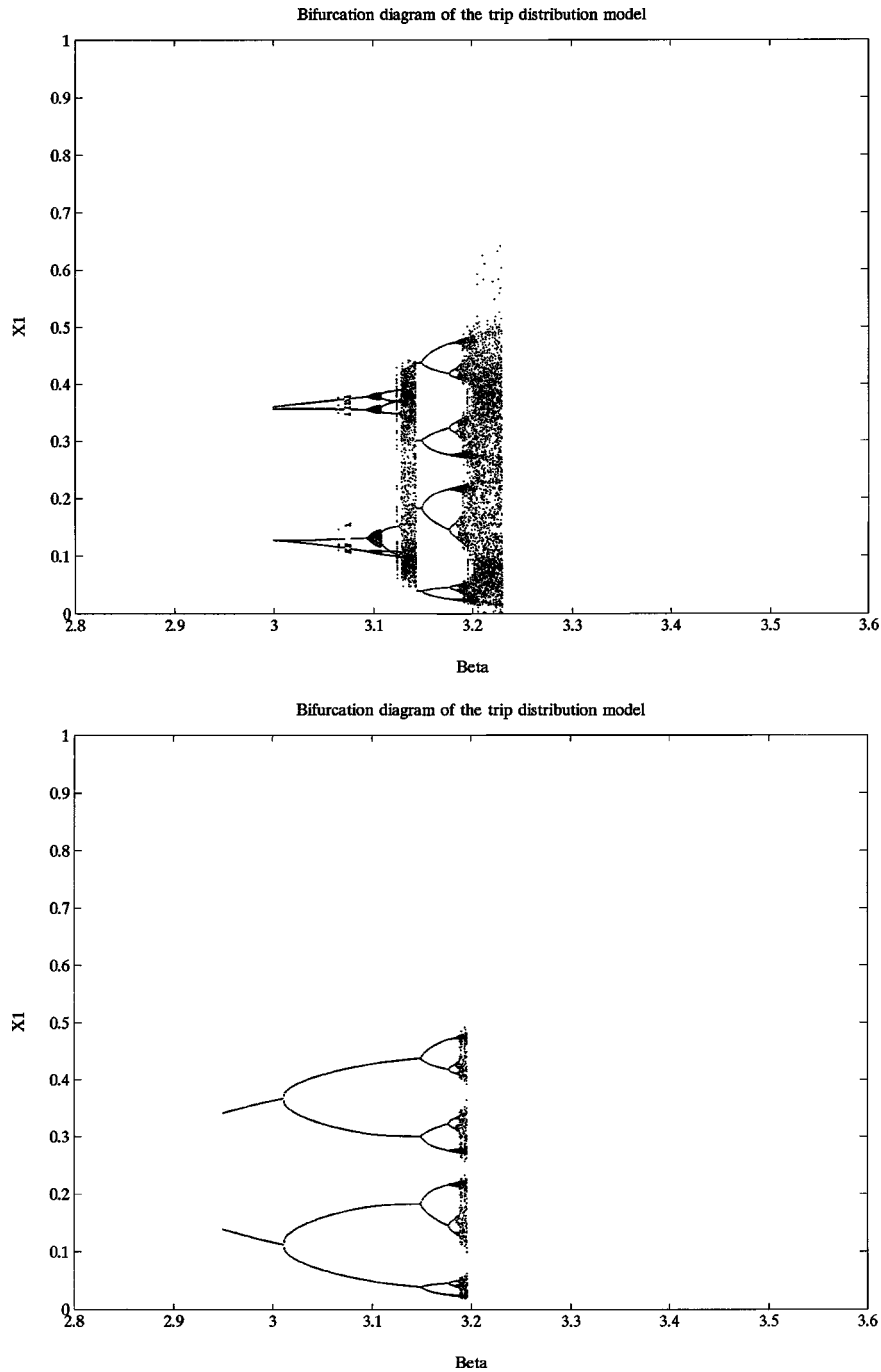 Bifurcation diagram of the trip distribution model
1
0.9
0.8
0.7
0.6
X1
0.5
0.4
0.3
0.2
0.1
0
2.8 2.9 3 3.1 3.2 3.3 3.4 3.5 3.6
Beta
Bifurcation diagram of the trip distribution model
1
0.9
0.8
0.7
0.6
X1
0.5
0.4
0.3
0.2
0.1
0
2.8 2.9 3 3.1 3.2 3.3 3.4 3.5 3.6
Beta